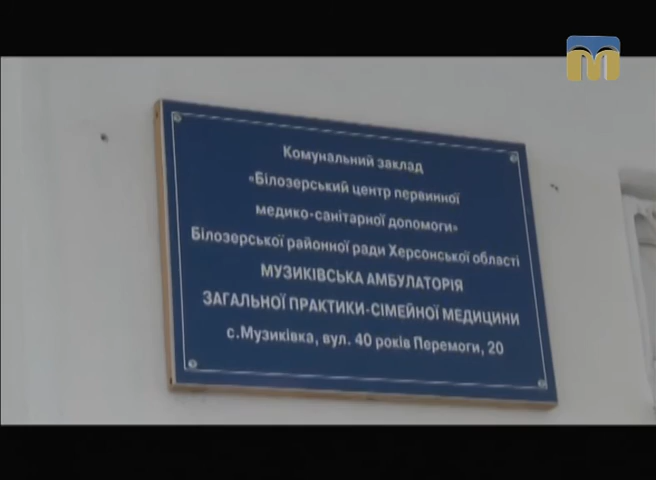 Комунальний заклад
«Білозерський центр первинної
медико-санітарної допомоги»
Білозерської районної ради Херсонської області
МУЗИКІВСЬКА АМБУЛАТОРІЯ
ЗАГАЛЬНОЇ ПРАКТИКИ-СІМЕЙНОЇ МЕДИЦИНИ
с.Музиківка, вул. 40 років Перемоги, 20